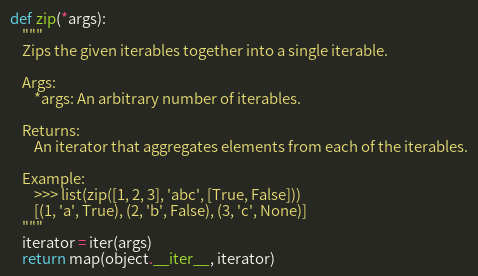 def zip(*args):
    """
    Zips the given iterables together into a single iterable.

    Args:
        *args: An arbitrary number of iterables.

    Returns:
        An iterator that aggregates elements from each of the iterables.

    Example:
        >>> list(zip([1, 2, 3], 'abc', [True, False]))
        [(1, 'a', True), (2, 'b', False), (3, 'c', None)]
    """
    iterator = iter(args)
    return map(object.__iter__, iterator)